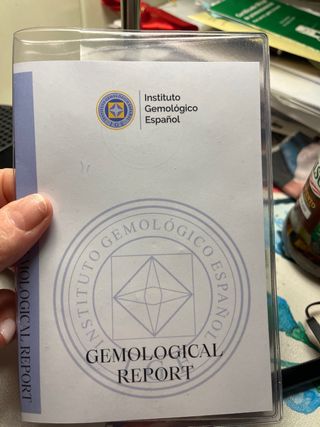 Instituto
Gemológico
Español
INSTITUTO GEMOLÓGICO ESPAÑOL
GEMOLOGICAL
REPORT
GEMOLOGICAL REPORT